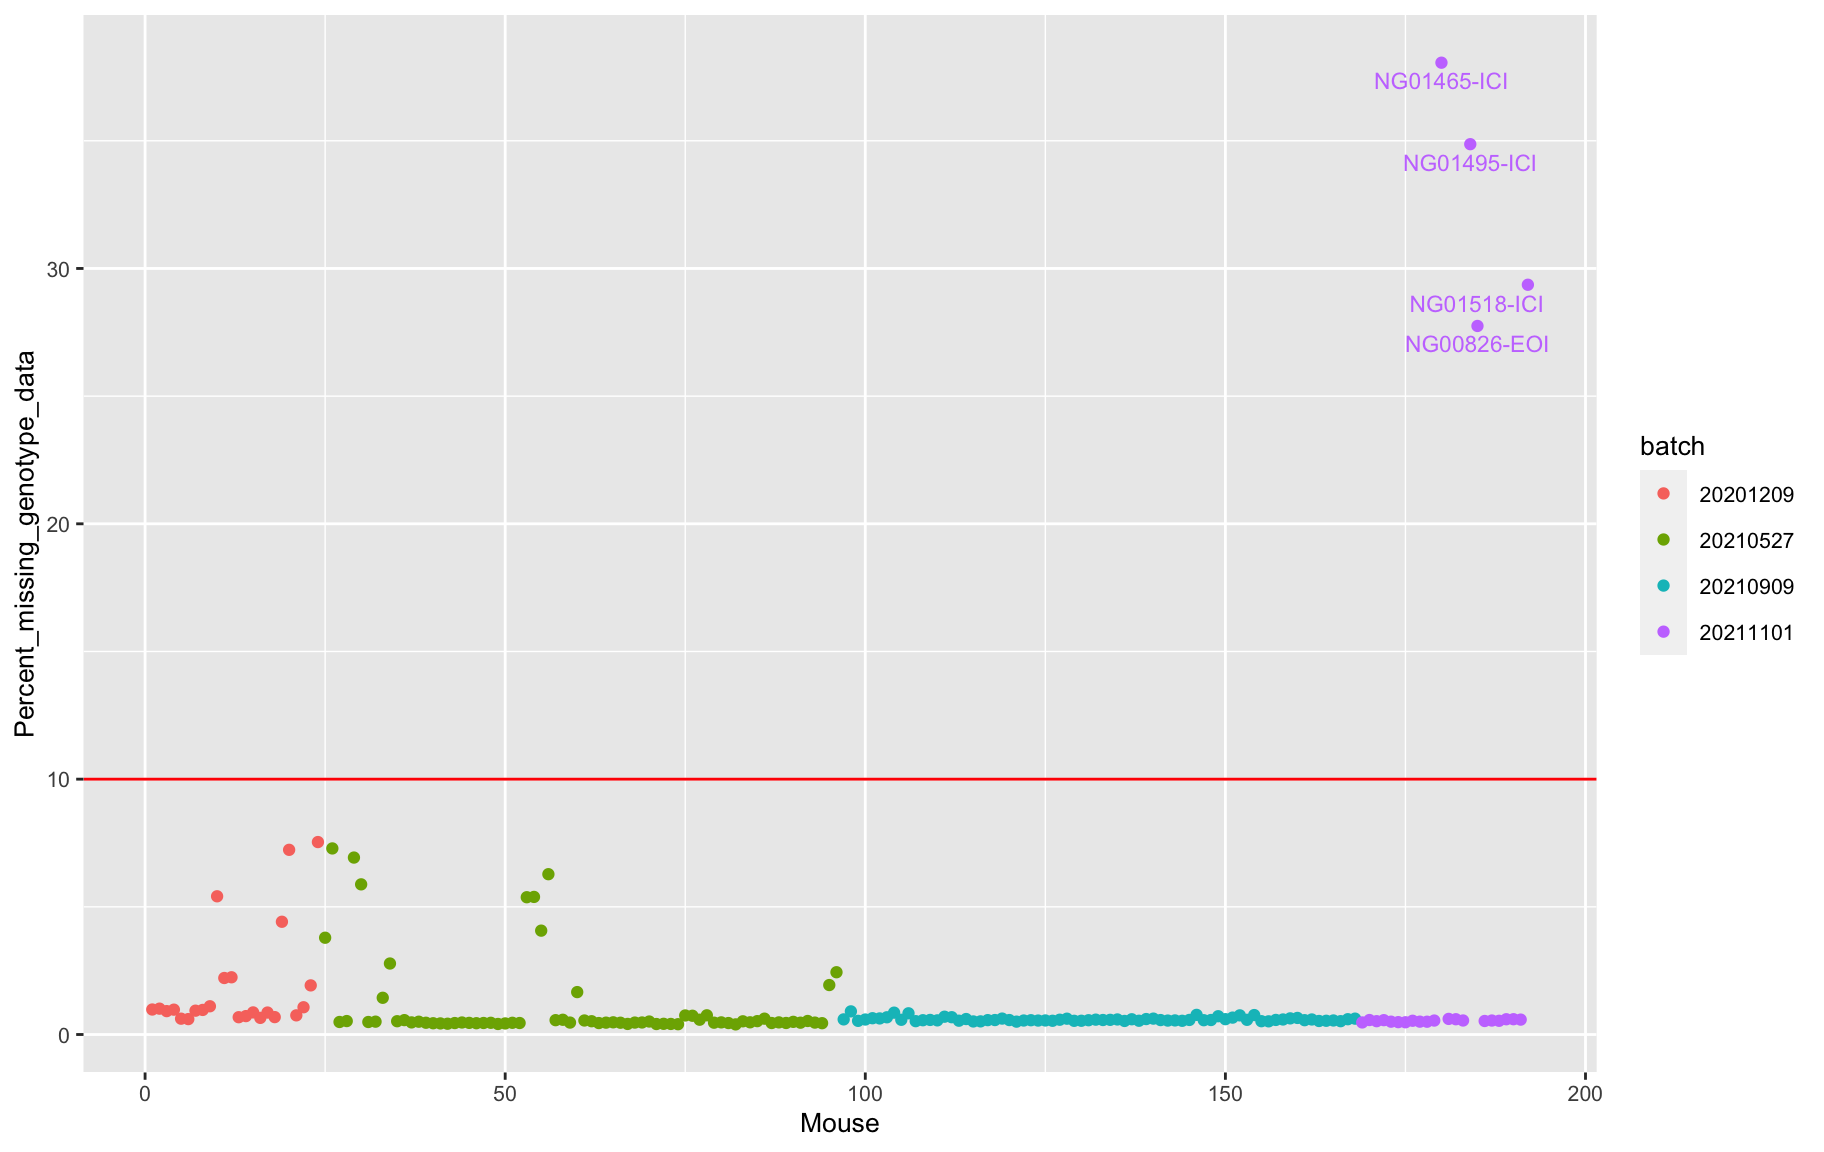 NG01465-ICI
NG01495-ICI
NG01518-ICI
NG00826-EOI
Percent_missing_genotype_data
30
20
10
0
0 50 100 150 200
Mouse
batch
20201209
20210527
20210909
20211101